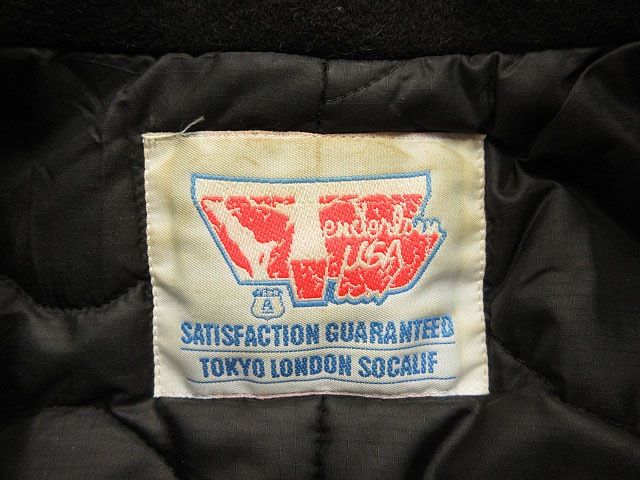 Tenderloin
USA
A
SATISFACTION GUARANTEED
TOKYO LONDON SOCALIF